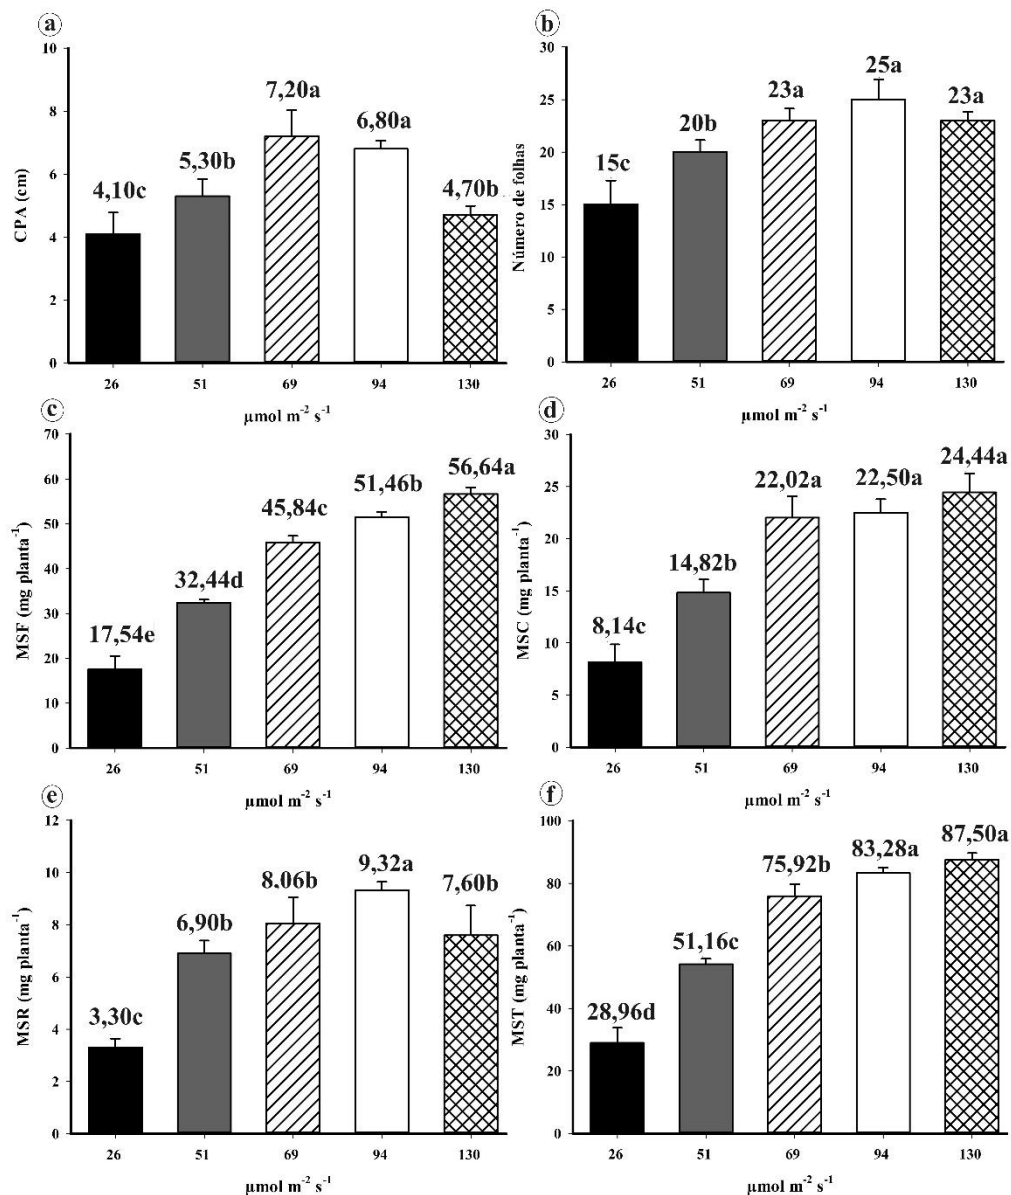 a
10
8
6
4
2
0
CPA (cm)
4,10c
5,30b
7,20a
6,80a
4,70b
26 51 69 94 130
µmol m⁻² s⁻¹
b
30
25
20
15
10
5
0
Número de folhas
15c
20b
23a
25a
23a
26 51 69 94 130
µmol m⁻² s⁻¹
c
70
60
50
40
30
20
10
0
MSF (mg planta⁻¹)
17,54e
32,44d
45,84c
51,46b
56,64a
26 51 69 94 130
µmol m⁻² s⁻¹
d
30
25
20
15
10
5
0
MSC (mg planta⁻¹)
8,14c
14,82b
22,02a
22,50a
24,44a
26 51 69 94 130
µmol m⁻² s⁻¹
e
12
10
8
6
4
2
0
MSR (mg planta⁻¹)
3,30c
6,90b
8,06b
9,32a
7,60b
26 51 69 94 130
µmol m⁻² s⁻¹
f
100
80
60
40
20
0
MST (mg planta⁻¹)
28,96d
51,16c
75,92b
83,28a
87,50a
26 51 69 94 130
µmol m⁻² s⁻¹